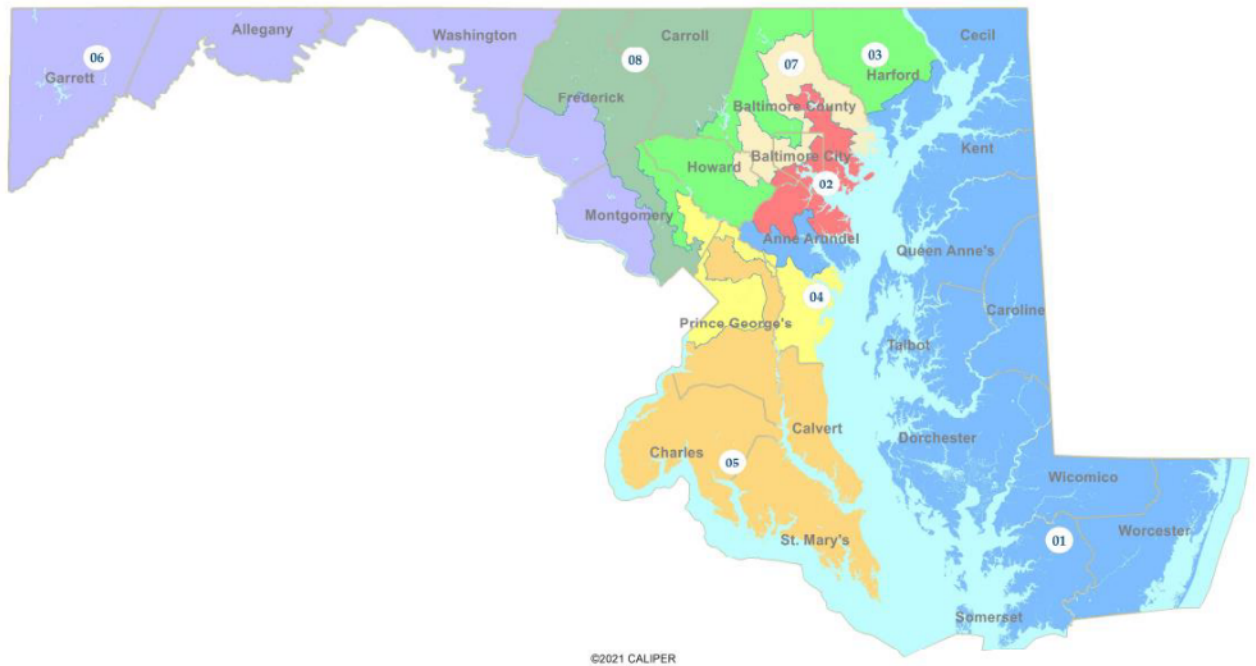 Cecil
Allegany
Washington
Carroll
06
08
07
03
Garrett
Harford
Frederick
Baltimore County
Kent
Baltimore City
Howard
02
Montgomery
Anne Arundel
Queen Anne's
04
Caroline
Prince George's
Talbot
Calvert
Dorchester
Charles
05
Wicomico
Worcester
St. Mary's
01
Somerset
©2021 CALIPER